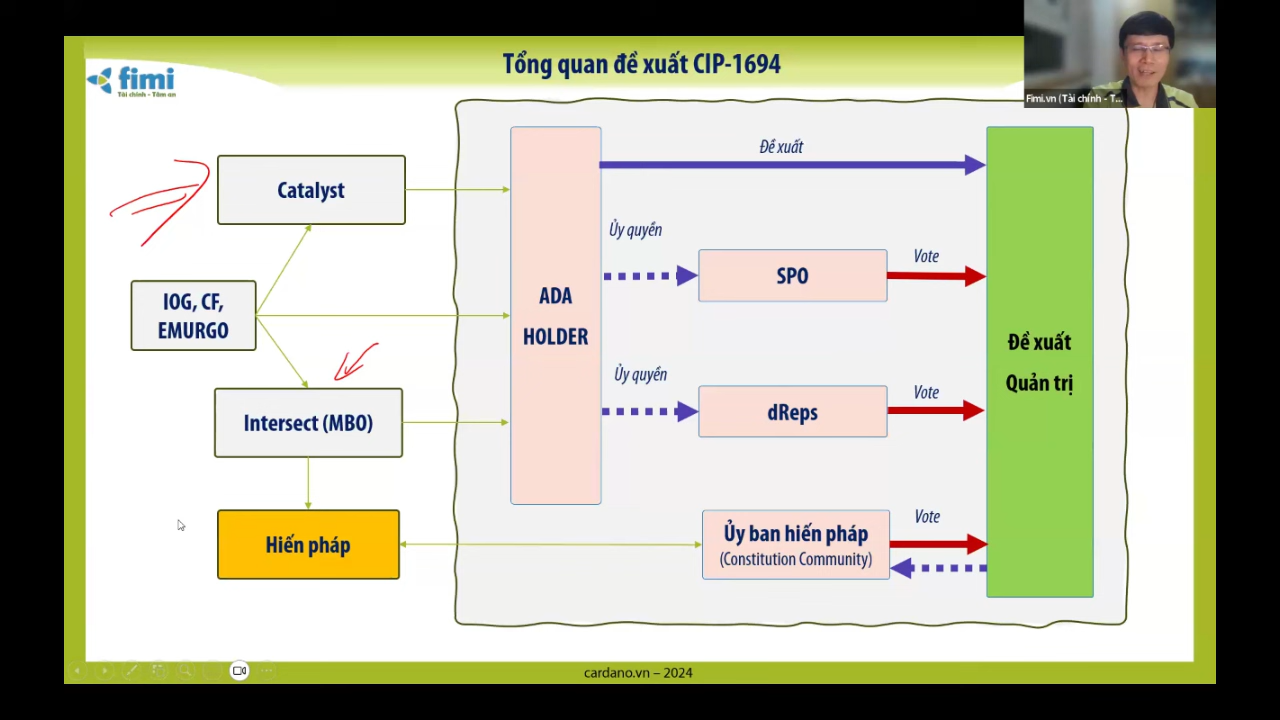 Tổng quan đề xuất CIP-1694
fimi
Tài chính - Tâm an
Fimi.vn (Tài chính - T...
Đề xuất
Catalyst
Ủy quyền
Vote
SPO
IOG, CF,
EMURGO
ADA
HOLDER
Đề xuất
Quản trị
Ủy quyền
Vote
dReps
Intersect (MBO)
Vote
Hiến pháp
Ủy ban hiến pháp
(Constitution Community)
cardano.vn – 2024